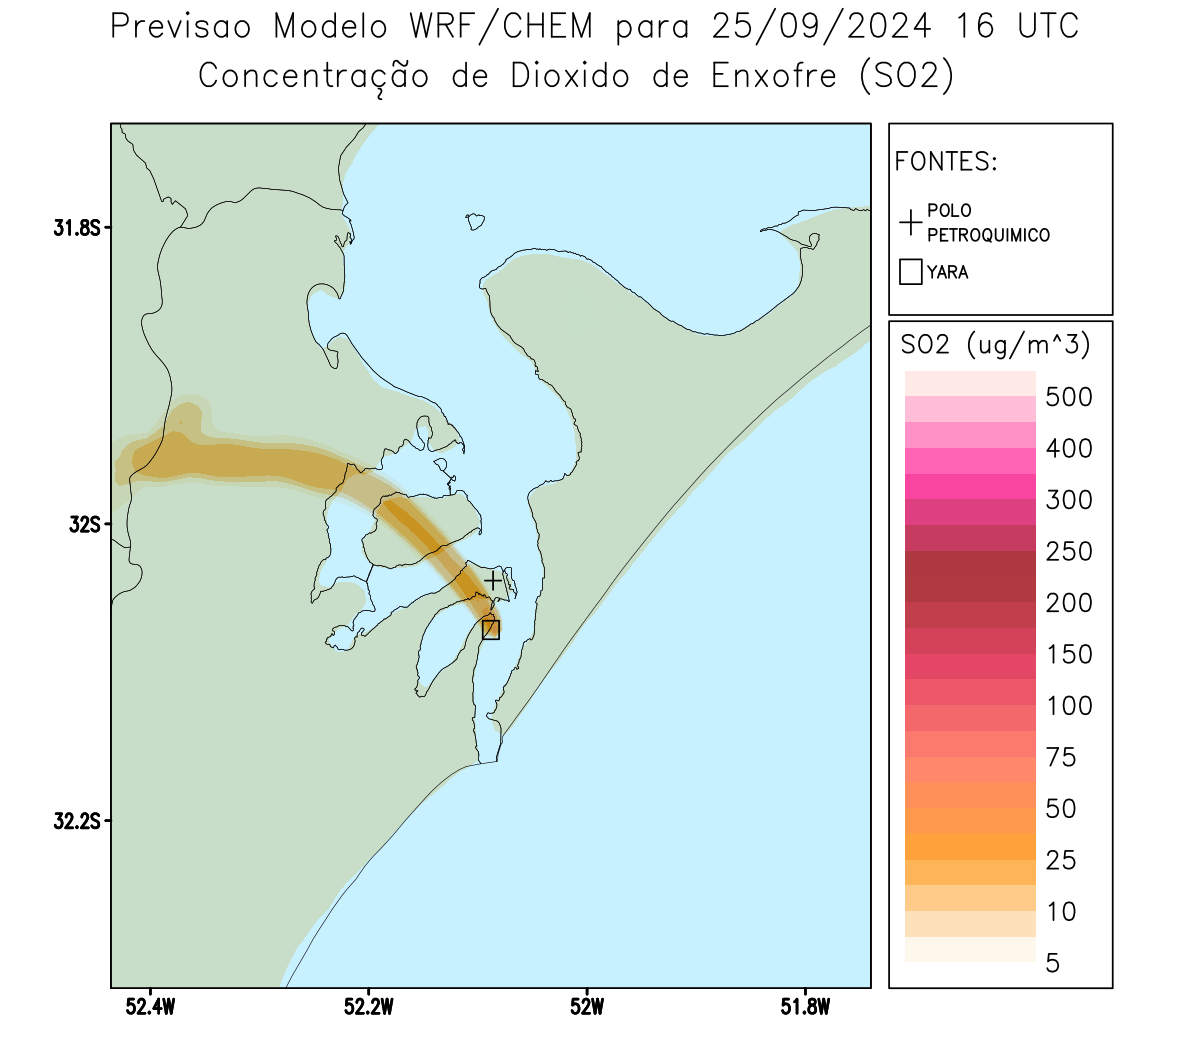 Previsao Modelo WRF/CHEM para 25/09/2024 16 UTC
Concentração de Dioxido de Enxofre (SO2)
FONTES:
POLO
PETROQUIMICO
YARA
31.8S
32S
32.2S
52.4W
52.2W
52W
51.8W
SO2 (ug/m^3)
500
400
300
250
200
150
100
75
50
25
10
5